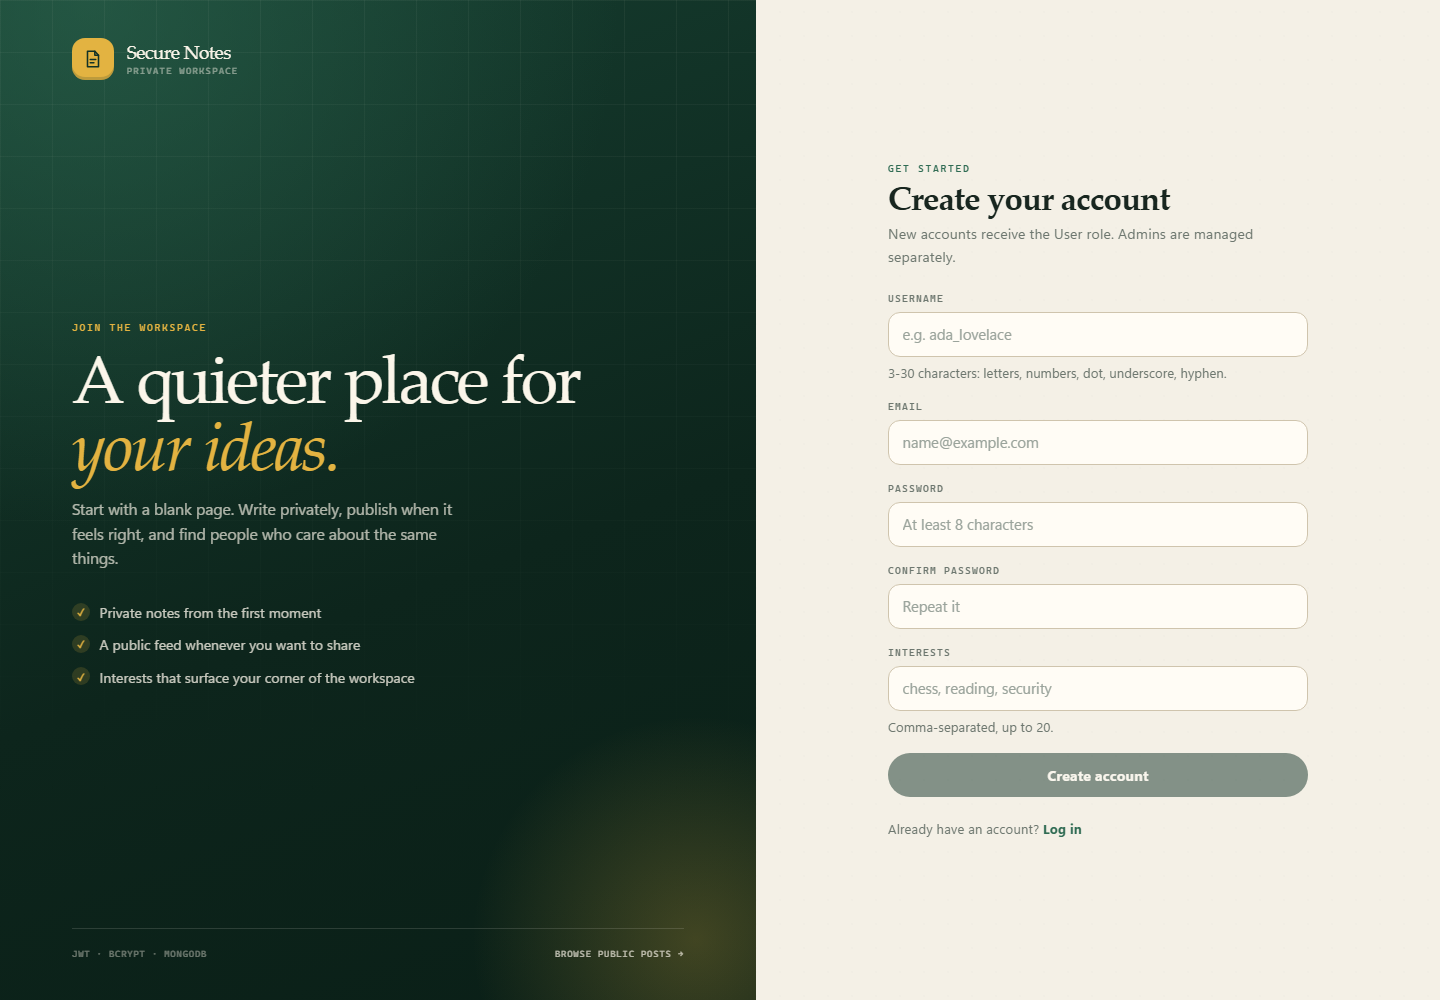 Secure Notes
PRIVATE WORKSPACE
JOIN THE WORKSPACE
A quieter place for
your ideas.
Start with a blank page. Write privately, publish when it
feels right, and find people who care about the same
things.
✓ Private notes from the first moment
✓ A public feed whenever you want to share
✓ Interests that surface your corner of the workspace
JWT · BCRYPT · MONGODB
BROWSE PUBLIC POSTS →
GET STARTED
Create your account
New accounts receive the User role. Admins are managed
separately.
USERNAME
e.g. ada_lovelace
3-30 characters: letters, numbers, dot, underscore, hyphen.
EMAIL
name@example.com
PASSWORD
At least 8 characters
CONFIRM PASSWORD
Repeat it
INTERESTS
chess, reading, security
Comma-separated, up to 20.
Create account
Already have an account? Log in